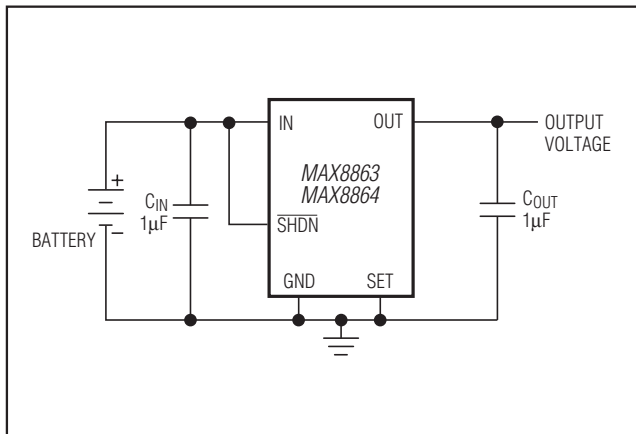 IN
OUT
OUTPUT
VOLTAGE
MAX8863
MAX8864
+
CIN
1µF
COUT
1µF
SHDN
BATTERY
−
GND
SET